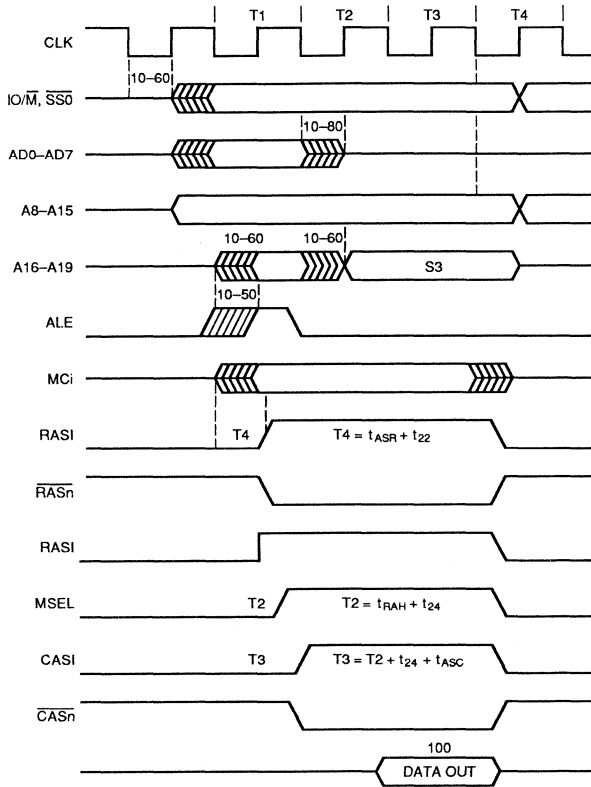 T1 T2 T3 T4
CLK
10–60
IO/M̅, S̅S̅0̅
10–80
AD0–AD7
A8–A15
10–60 10–60
A16–A19 S3
10–50
ALE
MCi
RASI T4 T4 = tASR + t22
R̅A̅S̅n̅
RASI
MSEL T2 T2 = tRAH + t24
CASI T3 T3 = T2 + t24 + tASC
C̅A̅S̅n̅
100
DATA OUT